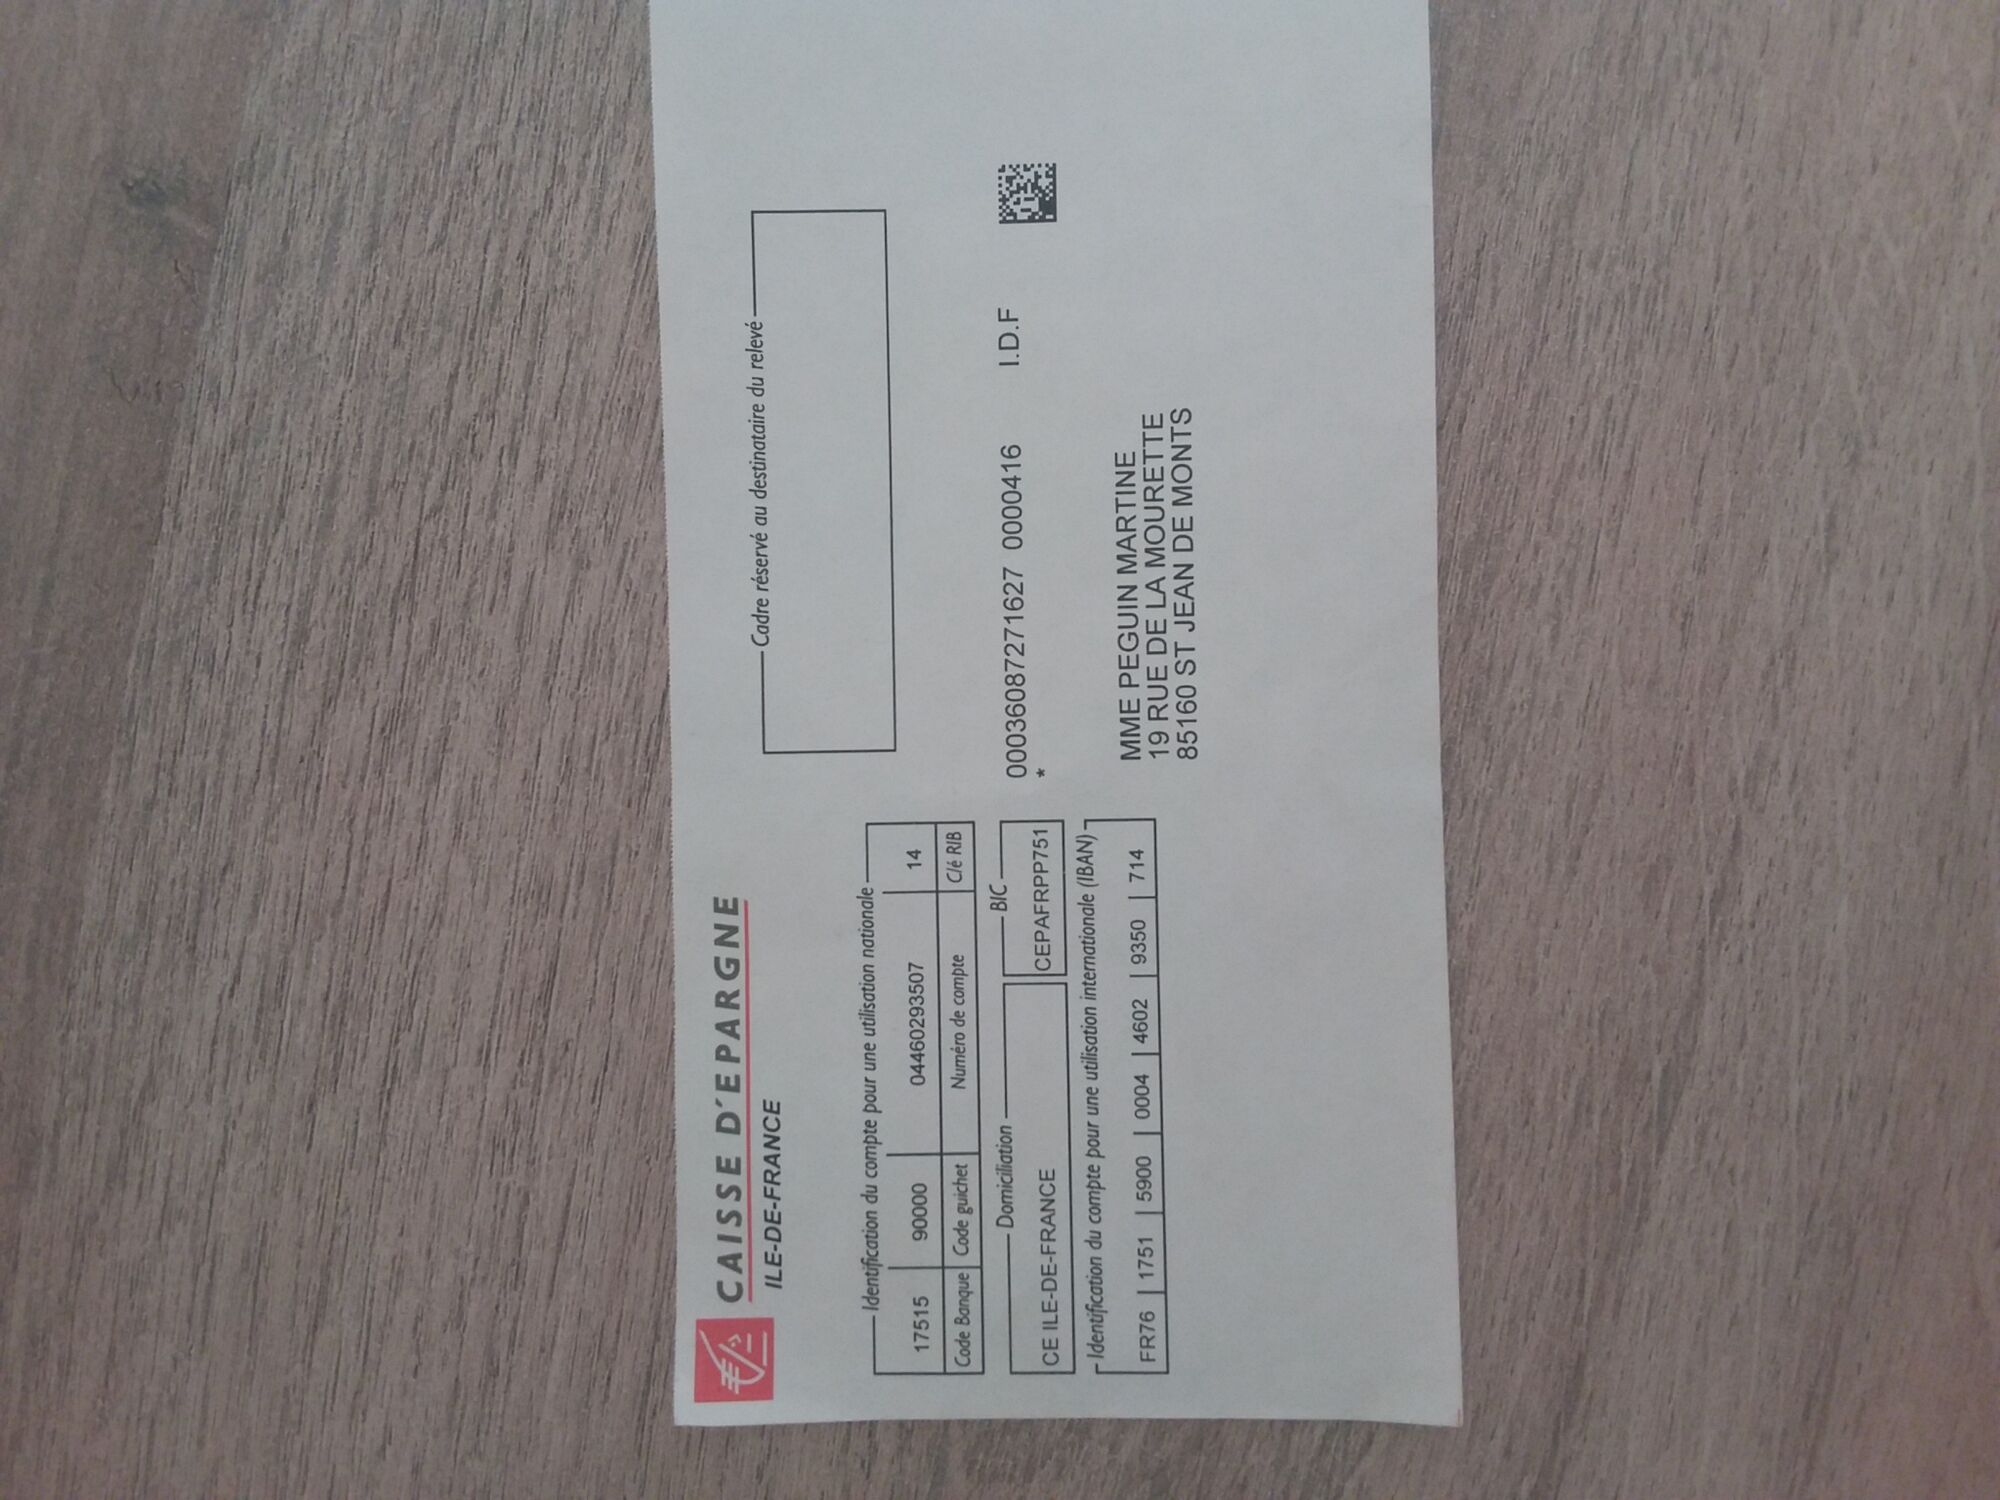 CAISSE D'EPARGNE
ILE-DE-FRANCE
Cadre réservé au destinataire du relevé
Identification du compte pour une utilisation nationale
17515 90000 04460293507 14
Code Banque Code guichet Numéro de compte Clé RIB
Domiciliation BIC
CE ILE-DE-FRANCE CEPAFRPP751
Identification du compte pour une utilisation internationale (IBAN)
FR76 1751 5900 0004 4602 9350 714
00036087271627 0000416 I.D.F
*
MME PEGUIN MARTINE
19 RUE DE LA MOURETTE
85160 ST JEAN DE MONTS